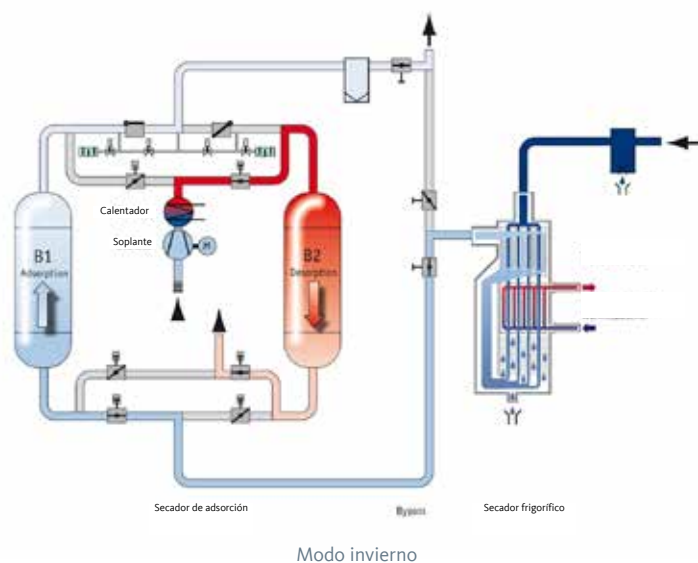 Calentador
Soplante
M
B1
Adsorption
B2
Desorption
Secador de adsorción
Bypass
Secador frigorífico
Modo invierno